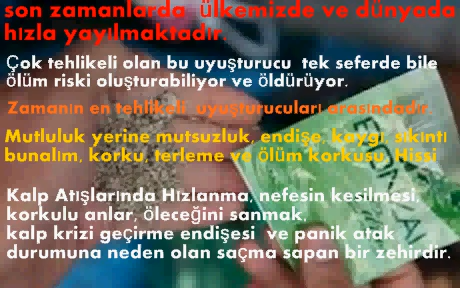 son zamanlarda ülkemizde ve dünyada
hızla yayılmaktadır.
Çok tehlikeli olan bu uyuşturucu tek seferde bile
ölüm riski oluşturabiliyor ve öldürüyor.
Zamanın en tehlikeli uyuşturucuları arasındadır.
Mutluluk yerine mutsuzluk, endişe, kaygı, sıkıntı
bunalım, korku, terleme ve ölüm korkusu, Hissi
Kalp Atışlarında Hızlanma, nefesin kesilmesi,
korkulu anlar, öleceğini sanmak,
kalp krizi geçirme endişesi ve panik atak
durumuna neden olan saçma sapan bir zehirdir.